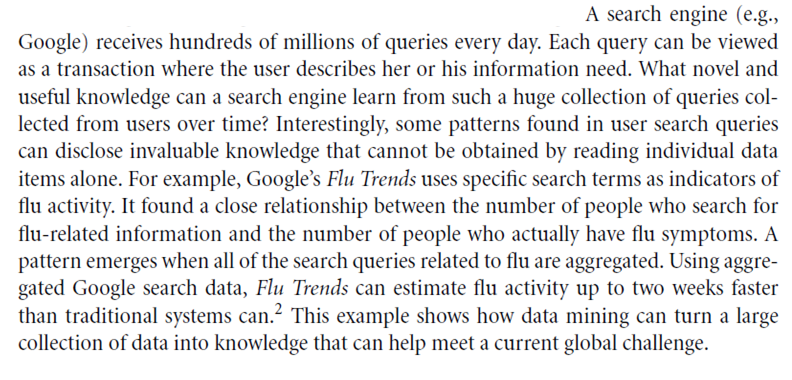 A search engine (e.g.,
Google) receives hundreds of millions of queries every day. Each query can be viewed
as a transaction where the user describes her or his information need. What novel and
useful knowledge can a search engine learn from such a huge collection of queries col-
lected from users over time? Interestingly, some patterns found in user search queries
can disclose invaluable knowledge that cannot be obtained by reading individual data
items alone. For example, Google’s Flu Trends uses specific search terms as indicators of
flu activity. It found a close relationship between the number of people who search for
flu-related information and the number of people who actually have flu symptoms. A
pattern emerges when all of the search queries related to flu are aggregated. Using aggre-
gated Google search data, Flu Trends can estimate flu activity up to two weeks faster
than traditional systems can.2 This example shows how data mining can turn a large
collection of data into knowledge that can help meet a current global challenge.